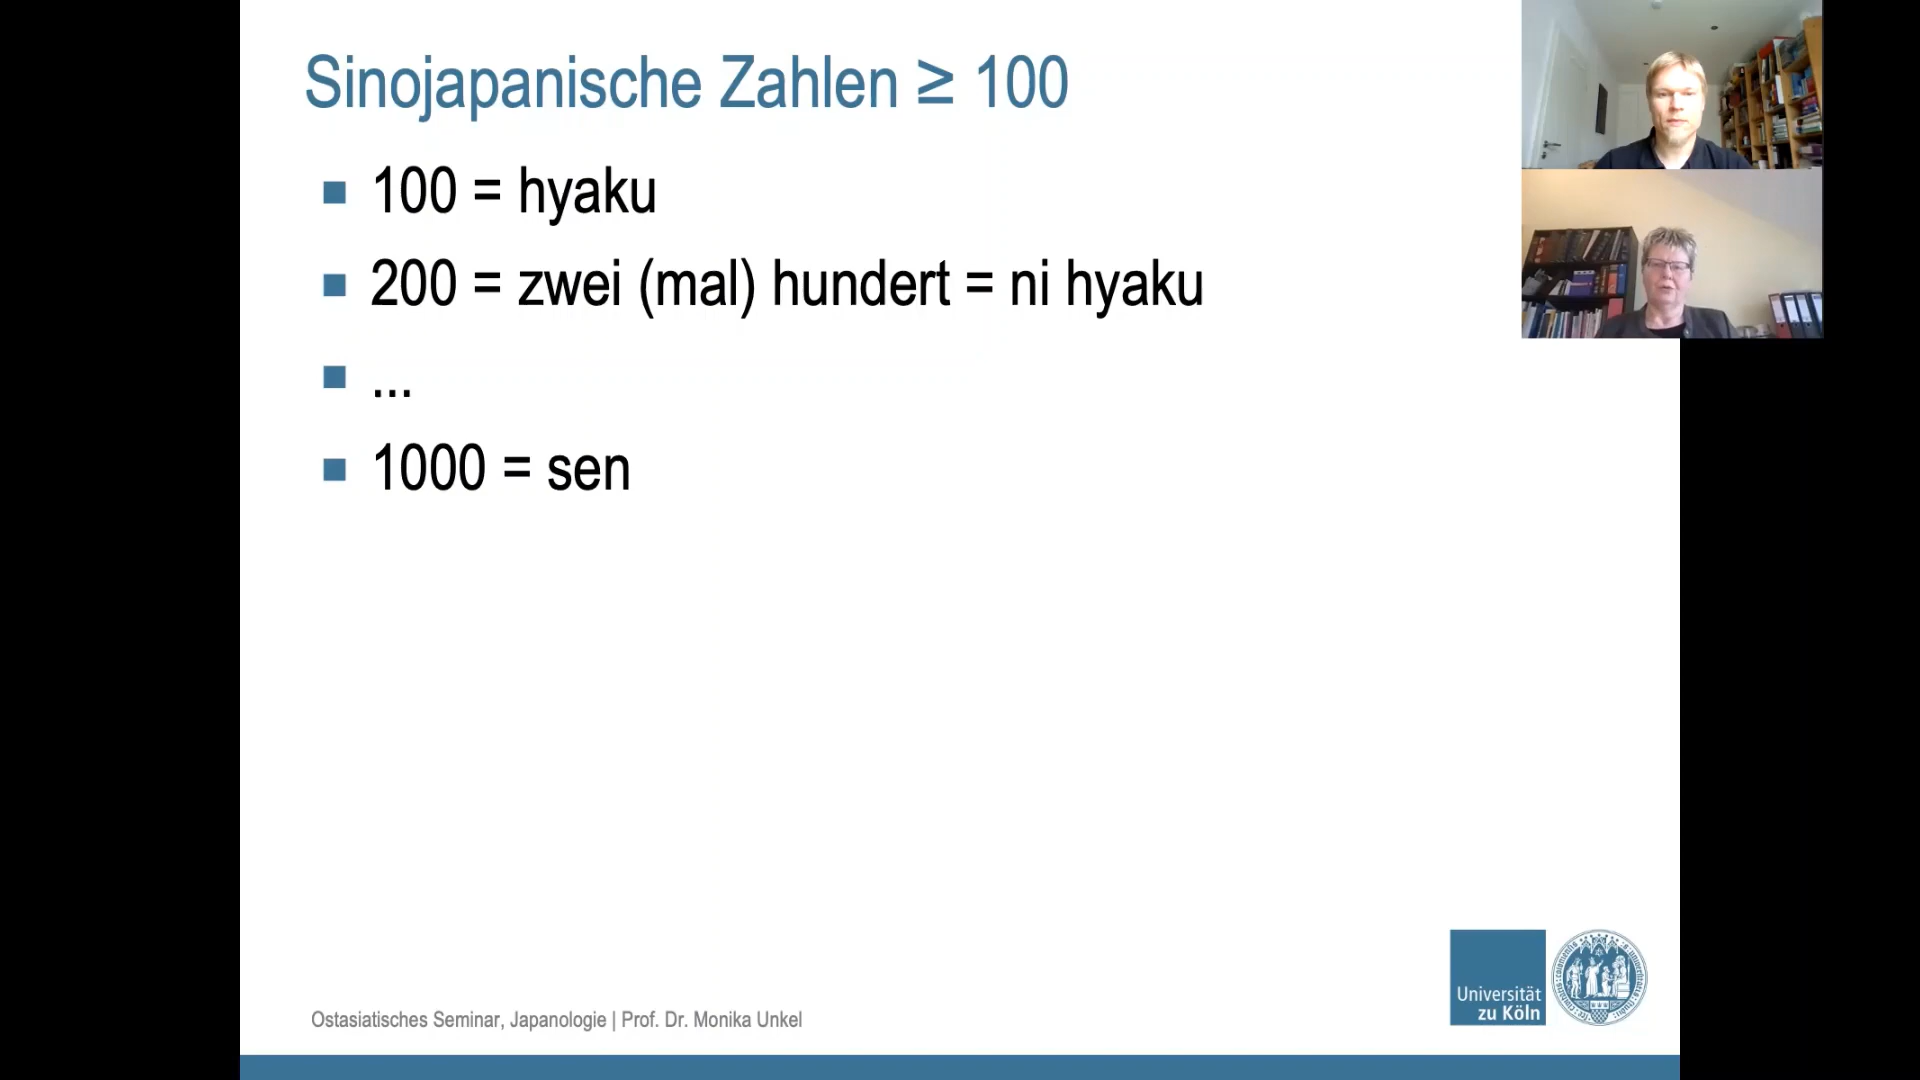 Sinojapanische Zahlen ≥ 100
100 = hyaku
200 = zwei (mal) hundert = ni hyaku
...
1000 = sen
Ostasiatisches Seminar, Japanologie | Prof. Dr. Monika Unkel
Universität
zu Köln